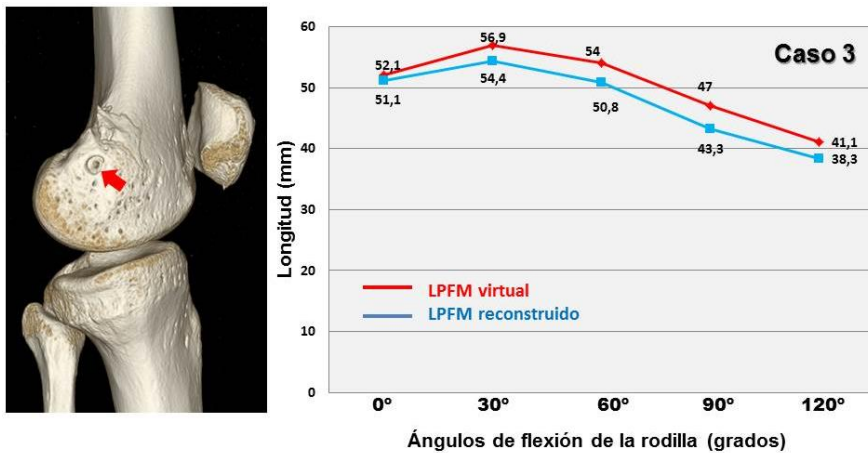 Caso 3
Longitud (mm)
60
50
40
30
20
10
0
52,1
56,9
54
47
41,1
51,1
54,4
50,8
43,3
38,3
LPFM virtual
LPFM reconstruido
0º
30º
60º
90º
120º
Ángulos de flexión de la rodilla (grados)